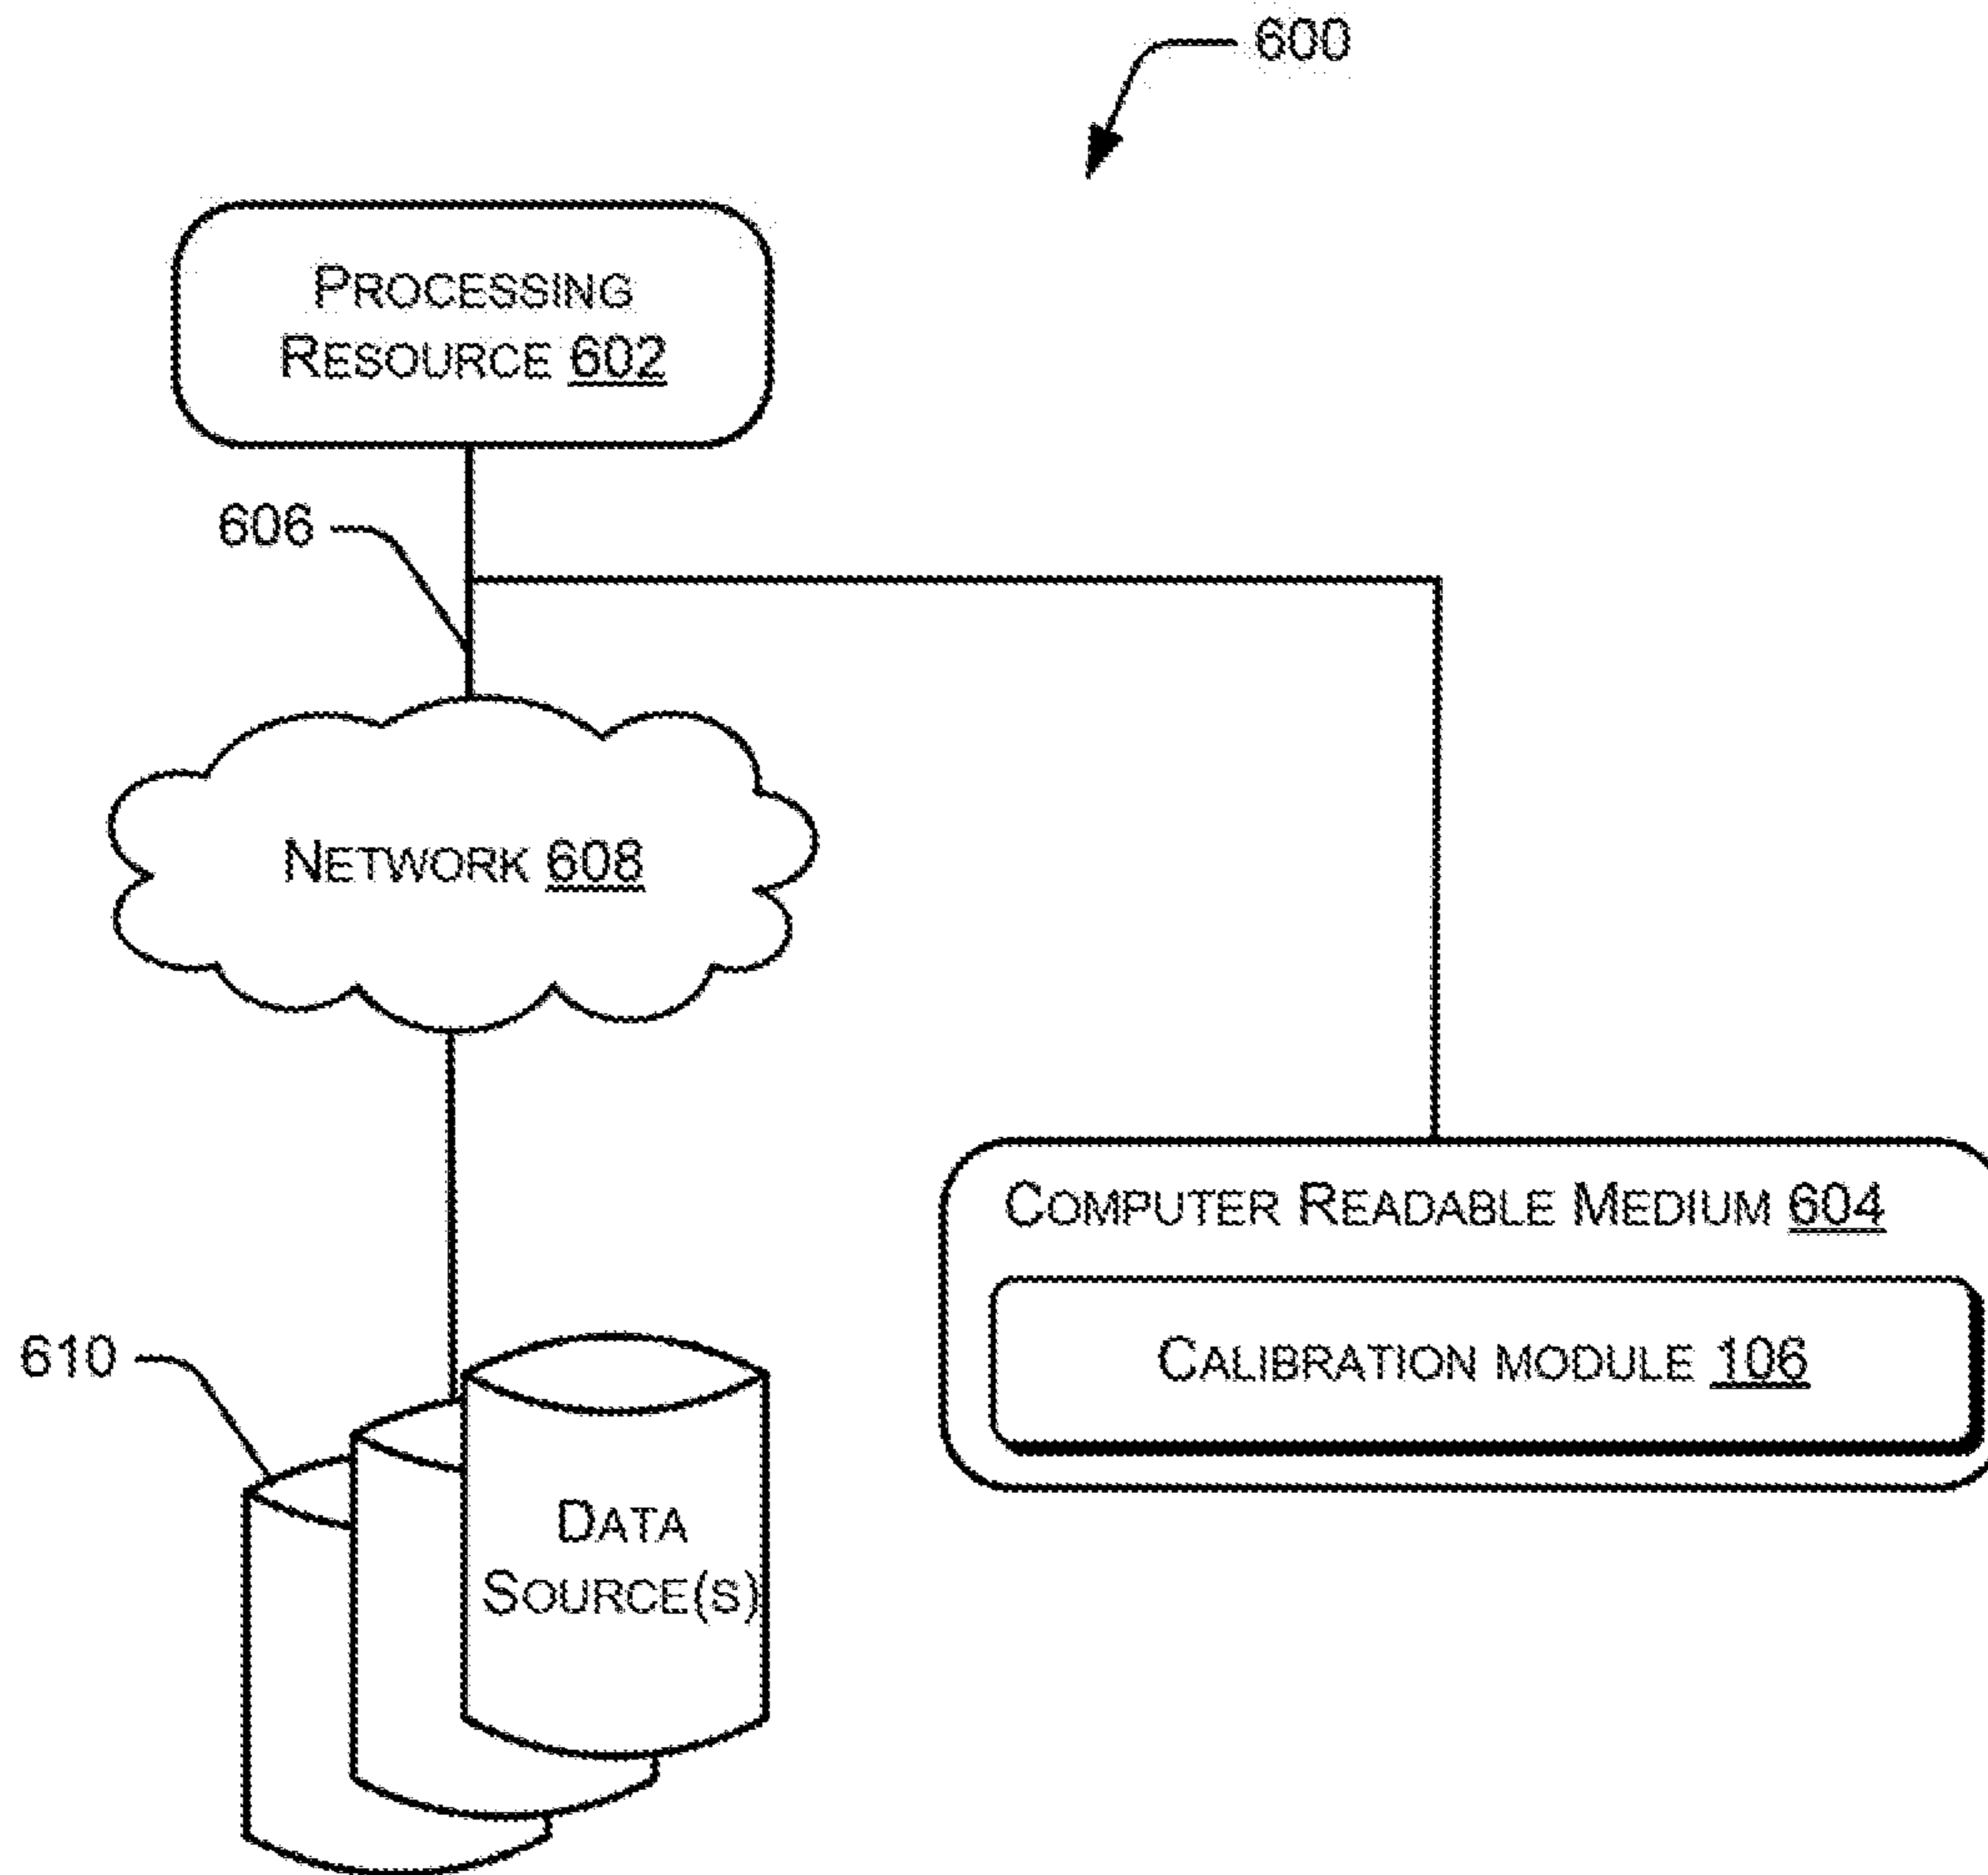 600
PROCESSING
RESOURCE 602
606
NETWORK 608
COMPUTER READABLE MEDIUM 604
CALIBRATION MODULE 106
610
DATA
SOURCE(S)